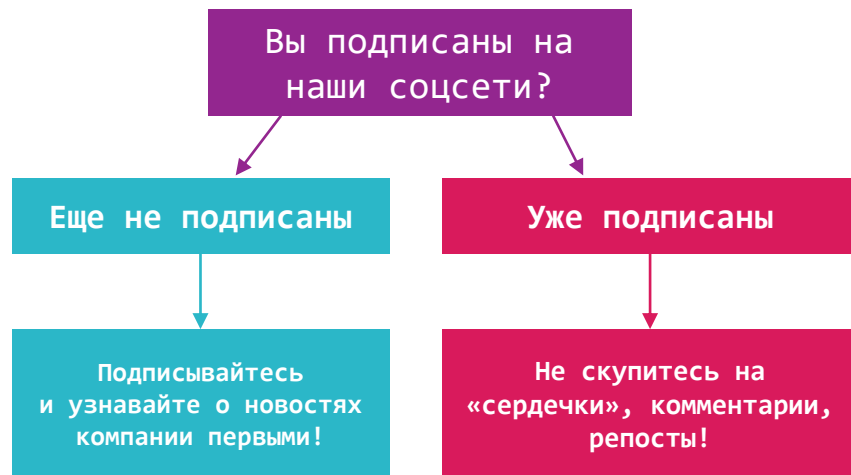 Вы подписаны на
наши соцсети?
Еще не подписаны
Уже подписаны
Подписывайтесь
и узнавайте о новостях
компании первыми!
Не скупитесь на
«сердечки», комментарии,
репосты!